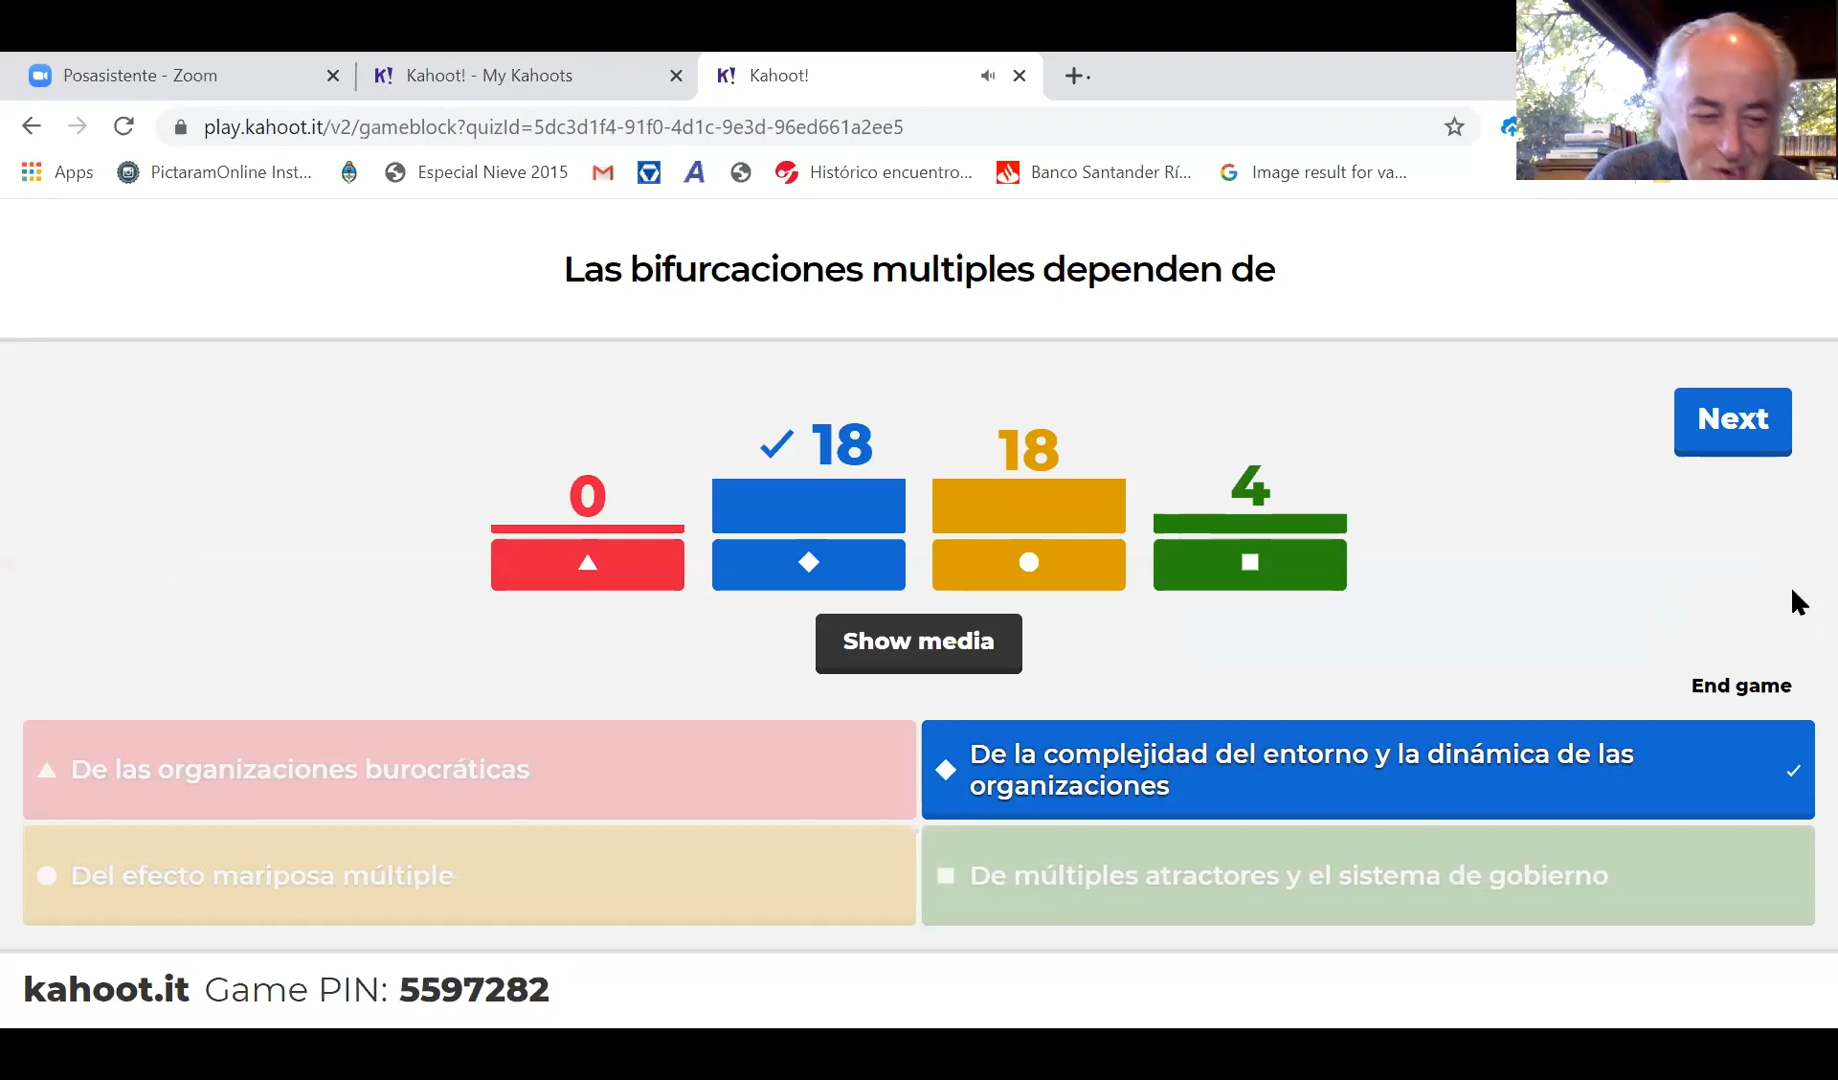 Posasistente - Zoom
K! Kahoot! - My Kahoots
K! Kahoot!
play.kahoot.it/v2/gameblock?quizId=5dc3d1f4-91f0-4d1c-9e3d-96ed661a2ee5
Apps
PictaramOnline Inst...
Especial Nieve 2015
Histórico encuentro...
Banco Santander Rí...
Image result for va...
Las bifurcaciones multiples dependen de
Next
0
18
18
4
Show media
End game
De las organizaciones burocráticas
De la complejidad del entorno y la dinámica de las
organizaciones
Del efecto mariposa múltiple
De múltiples atractores y el sistema de gobierno
kahoot.it Game PIN: 5597282